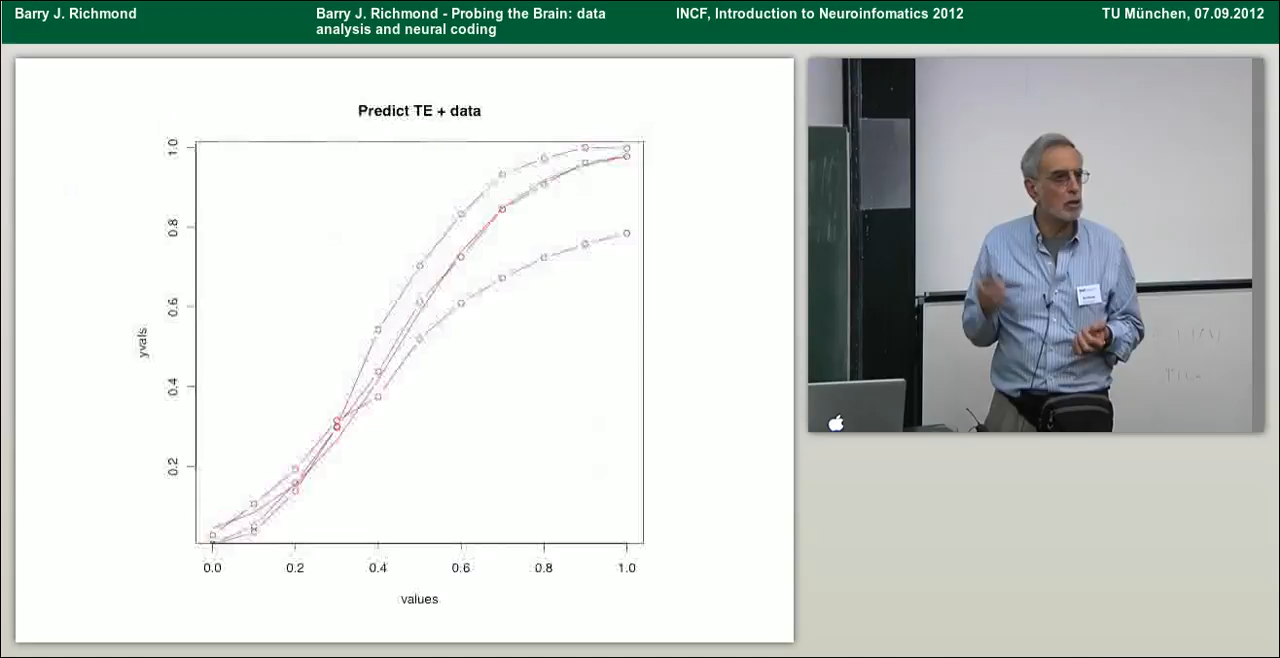 Barry J. Richmond
Barry J. Richmond - Probing the Brain: data
analysis and neural coding
INCF, Introduction to Neuroinfomatics 2012
TU München, 07.09.2012
Predict TE + data
1.0
0.8
0.6
0.4
0.2
yvals
0.0 0.2 0.4 0.6 0.8 1.0
values